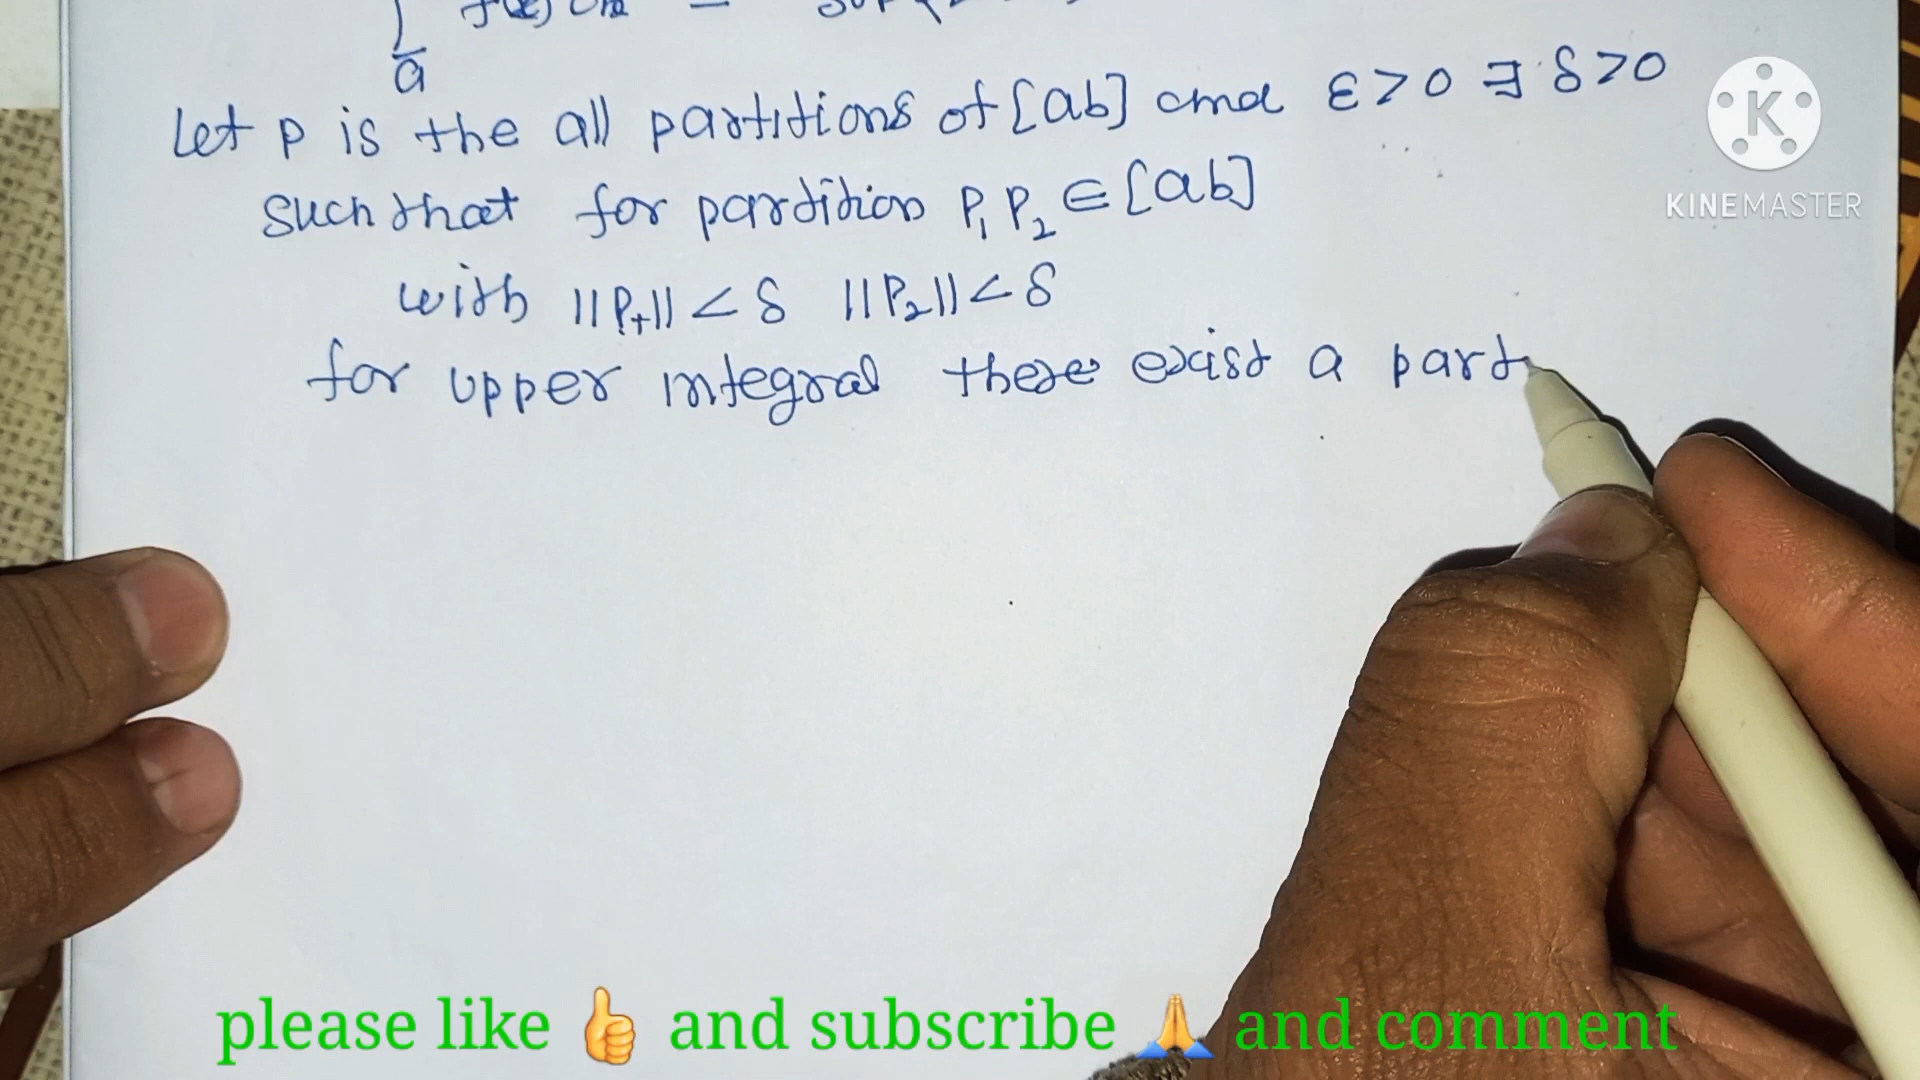 a
Let P is the all partitions of [ab] and ε>0 ∃ δ>0
such that for partition P₁ P₂ ∈ [ab]
with ||P₁|| < δ ||P₂|| < δ
for upper integral there exist a part
KINEMASTER
please like 👍 and subscribe 🙏 and comment